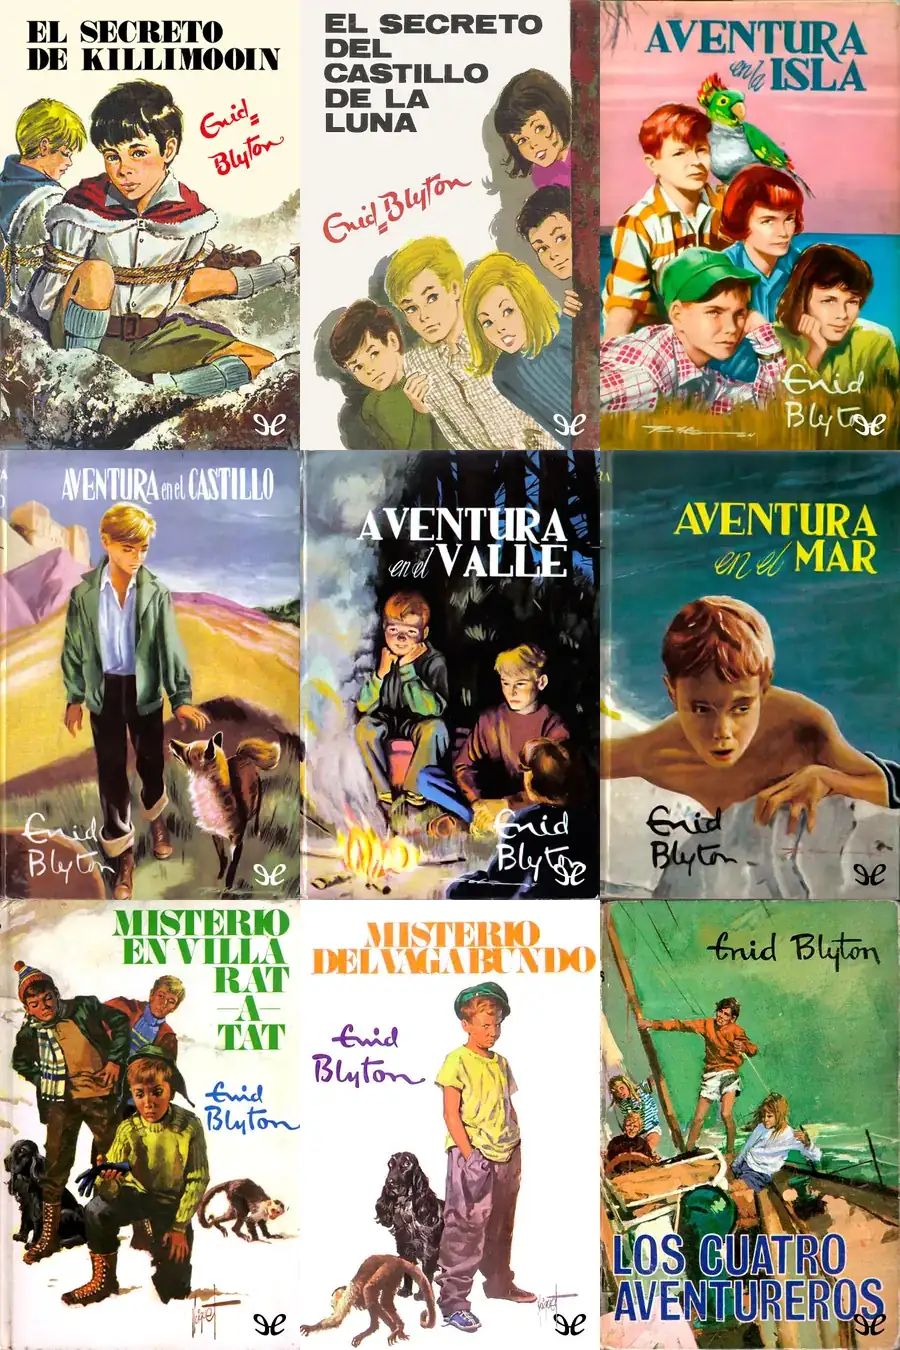 EL SECRETO
DE KILLIMOOIN
Enid
Blyton
EL SECRETO
DEL
CASTILLO
DE LA
LUNA
Enid Blyton
AVENTURA
en la ISLA
Enid
Blyton
AVENTURA en el CASTILLO
Enid
Blyton
AVENTURA
en el VALLE
Enid
Blyton
AVENTURA
en el MAR
Enid
Blyton
MISTERIO
EN VILLA
RAT
-A-
TAT
Enid
Blyton
MISTERIO
DEL VAGABUNDO
Enid
Blyton
Enid Blyton
LOS CUATRO
AVENTUREROS